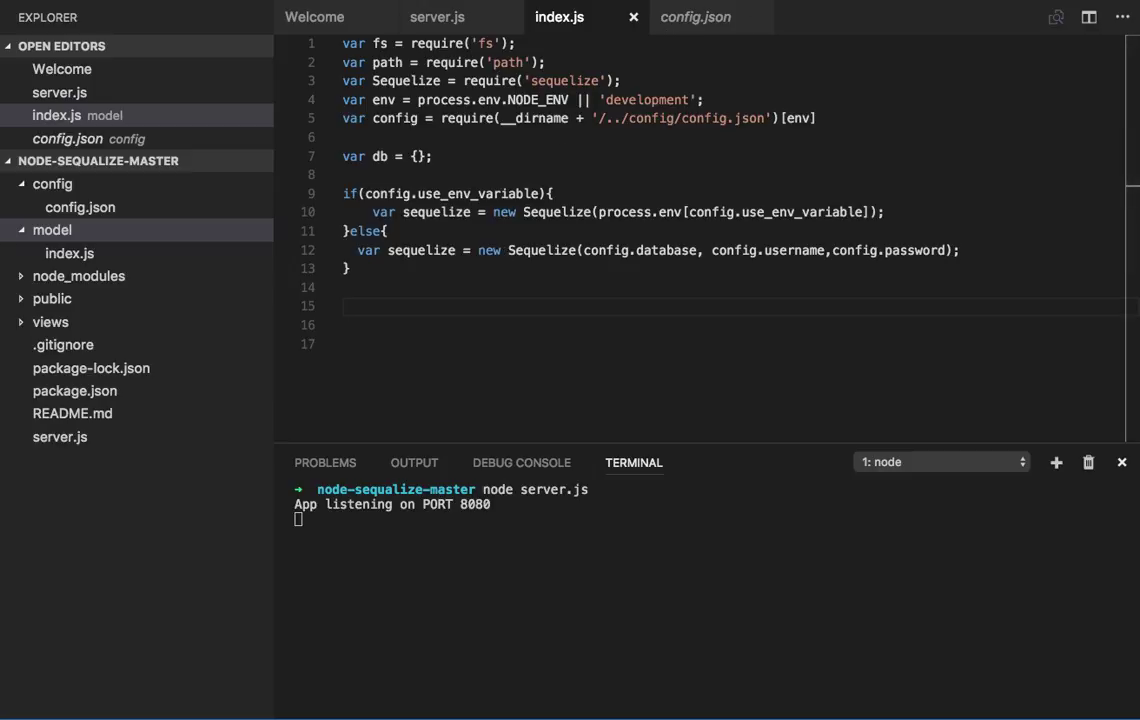 EXPLORER
OPEN EDITORS
Welcome
server.js
index.js model
config.json config
NODE-SEQUALIZE-MASTER
config
config.json
model
index.js
node_modules
public
views
.gitignore
package-lock.json
package.json
README.md
server.js
Welcome server.js index.js × config.json
1 var fs = require('fs');
2 var path = require('path');
3 var Sequelize = require('sequelize');
4 var env = process.env.NODE_ENV || 'development';
5 var config = require(__dirname + '/../config/config.json')[env]
6
7 var db = {};
8
9 if(config.use_env_variable){
10 var sequelize = new Sequelize(process.env[config.use_env_variable]);
11 }else{
12 var sequelize = new Sequelize(config.database, config.username,config.password);
13 }
14
15
16
17
PROBLEMS OUTPUT DEBUG CONSOLE TERMINAL 1: node
➜ node-sequalize-master node server.js
App listening on PORT 8080